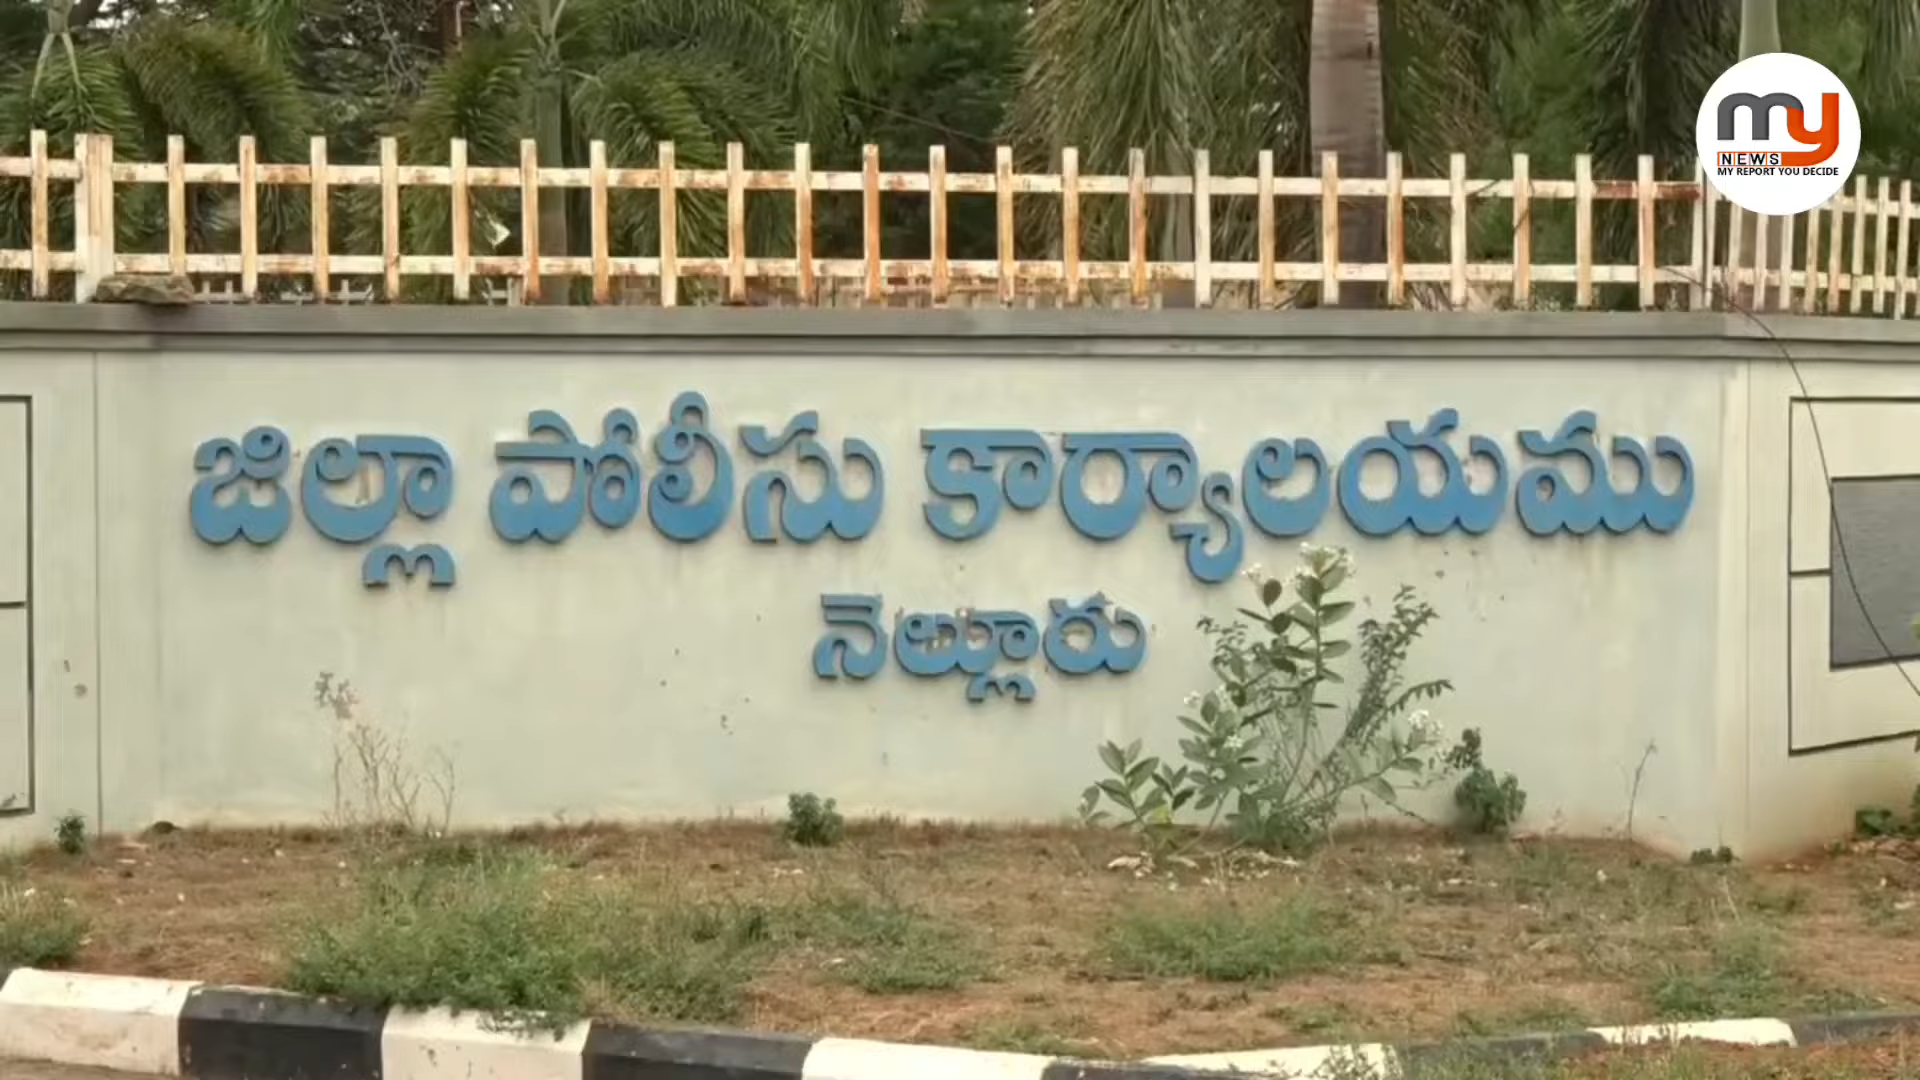 my
NEWS
MY REPORT YOU DECIDE
జిల్లా పోలీసు కార్యాలయము
నెల్లూరు